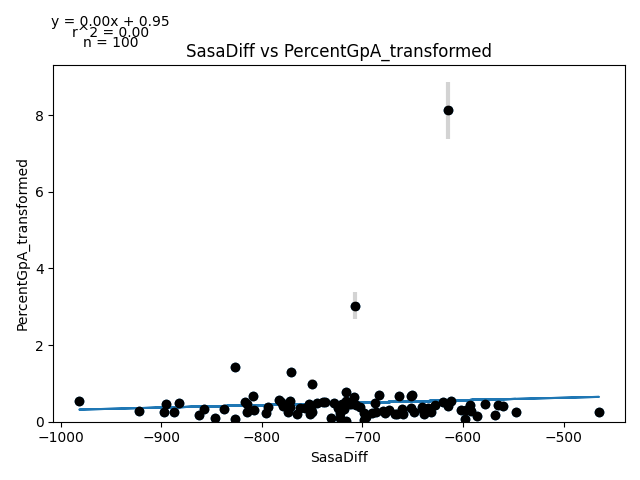 y = 0.00x + 0.95
r^2 = 0.00
n = 100
SasaDiff vs PercentGpA_transformed
PercentGpA_transformed
8
6
4
2
0
−1000 −900 −800 −700 −600 −500
SasaDiff